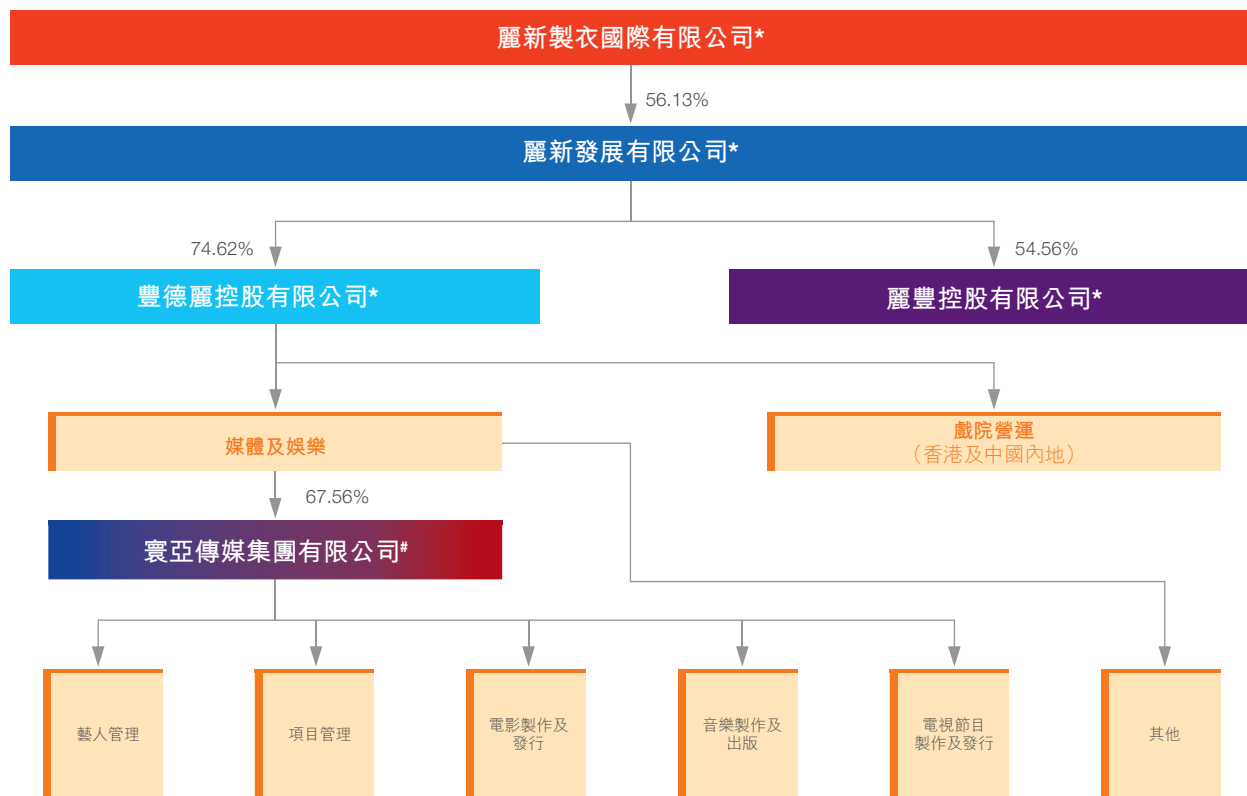 麗新製衣國際有限公司*
56.13%
麗新發展有限公司*
74.62%
54.56%
豐德麗控股有限公司*
麗豐控股有限公司*
媒體及娛樂
戲院營運
（香港及中國內地）
67.56%
寰亞傳媒集團有限公司#
藝人管理
項目管理
電影製作及
發行
音樂製作及
出版
電視節目
製作及發行
其他